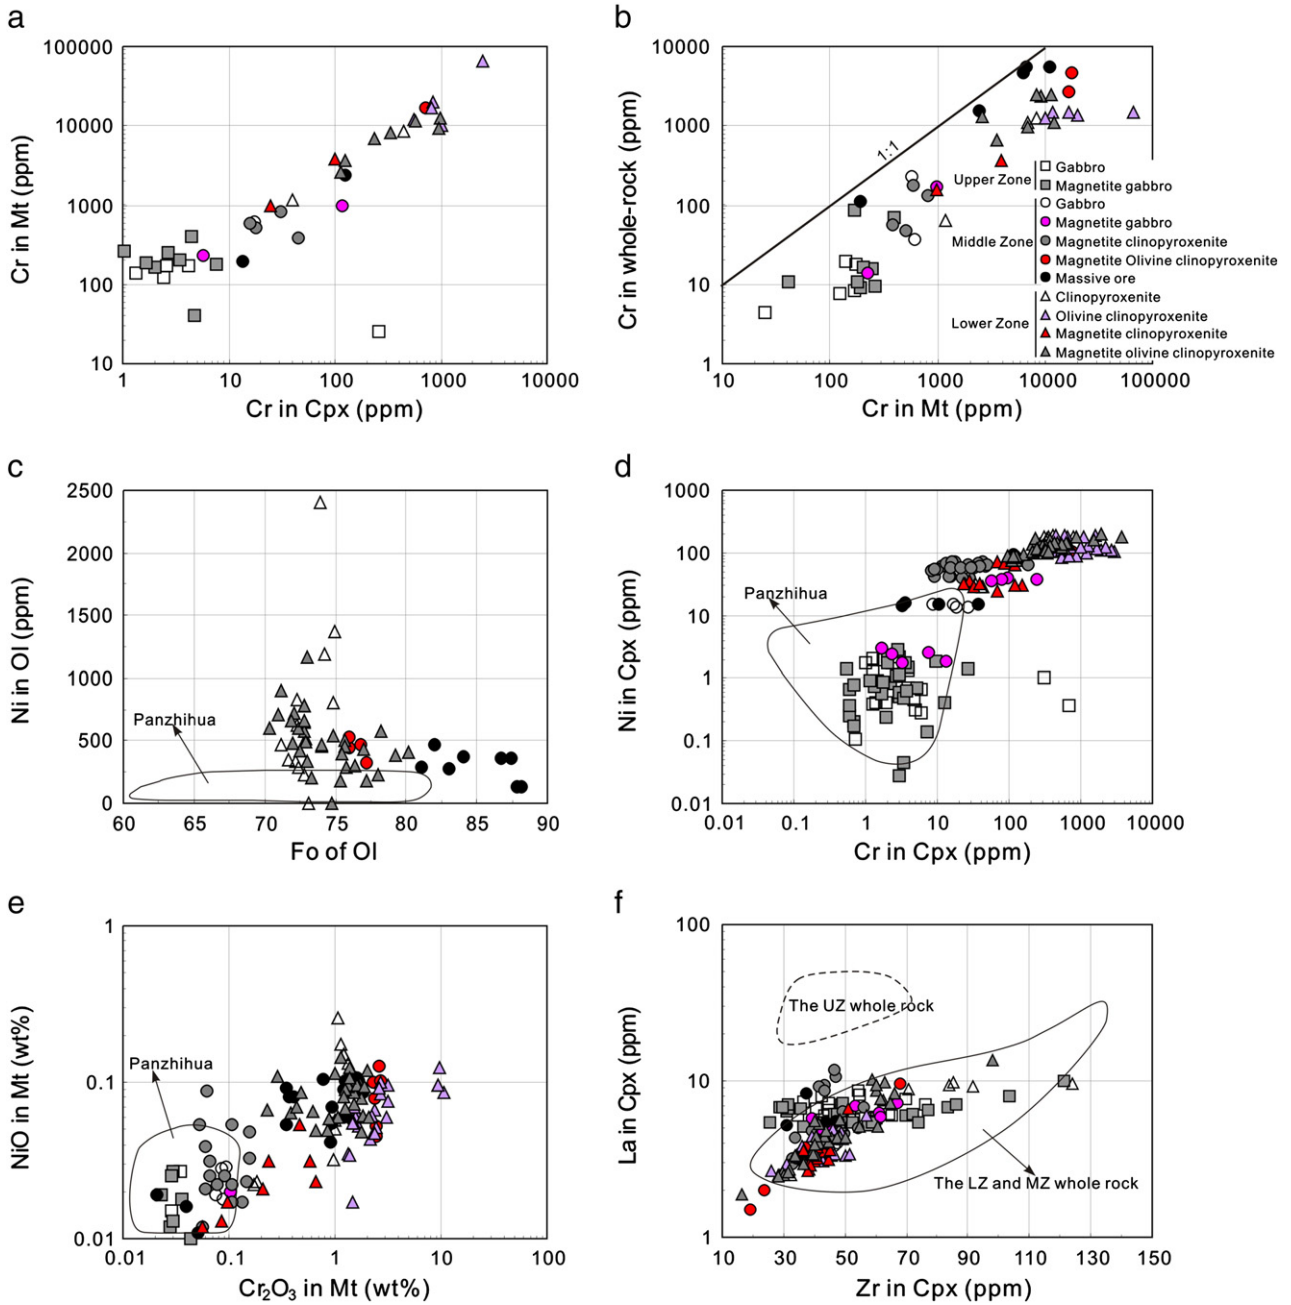 a
100000
10000
1000
100
10
Cr in Mt (ppm)
1 10 100 1000 10000
Cr in Cpx (ppm)
b
10000
1000
100
10
1
Cr in whole-rock (ppm)
1:1
10 100 1000 10000 100000
Cr in Mt (ppm)
Upper Zone
Gabbro
Magnetite gabbro
Middle Zone
Gabbro
Magnetite gabbro
Magnetite clinopyroxenite
Magnetite Olivine clinopyroxenite
Massive ore
Lower Zone
Clinopyroxenite
Olivine clinopyroxenite
Magnetite clinopyroxenite
Magnetite olivine clinopyroxenite
c
2500
2000
1500
1000
500
0
Ni in Ol (ppm)
Panzhihua
60 65 70 75 80 85 90
Fo of Ol
d
1000
100
10
1
0.1
0.01
Ni in Cpx (ppm)
Panzhihua
0.01 0.1 1 10 100 1000 10000
Cr in Cpx (ppm)
e
1
0.1
0.01
NiO in Mt (wt%)
Panzhihua
0.01 0.1 1 10 100
Cr₂O₃ in Mt (wt%)
f
100
10
1
La in Cpx (ppm)
The UZ whole rock
The LZ and MZ whole rock
10 30 50 70 90 110 130 150
Zr in Cpx (ppm)